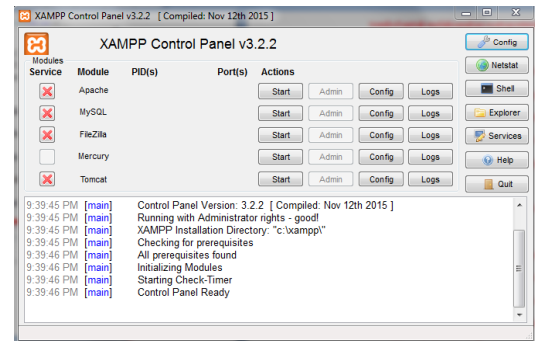 XAMPP Control Panel v3.2.2 [ Compiled: Nov 12th 2015 ]
XAMPP Control Panel v3.2.2
Config
Modules
Service Module PID(s) Port(s) Actions
Netstat
Apache Start Admin Config Logs
Shell
MySQL Start Admin Config Logs
Explorer
FileZilla Start Admin Config Logs
Services
Mercury Start Admin Config Logs
Help
Tomcat Start Admin Config Logs
Quit
9:39:45 PM [main] Control Panel Version: 3.2.2 [ Compiled: Nov 12th 2015 ]
9:39:45 PM [main] Running with Administrator rights - good!
9:39:45 PM [main] XAMPP Installation Directory: "c:\xampp\"
9:39:45 PM [main] Checking for prerequisites
9:39:46 PM [main] All prerequisites found
9:39:46 PM [main] Initializing Modules
9:39:46 PM [main] Starting Check-Timer
9:39:46 PM [main] Control Panel Ready